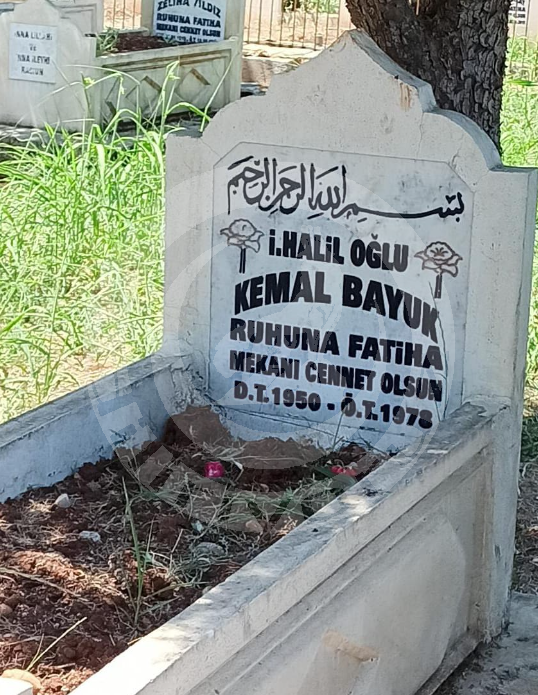 ZELİHA YILDIZ
RUHUNA FATİHA
بسم الله الرحمن الرحيم
İ.HALİL OĞLU
KEMAL BAYUK
RUHUNA FATİHA
MEKANI CENNET OLSUN
D.T.1950 - Ö.T.1978